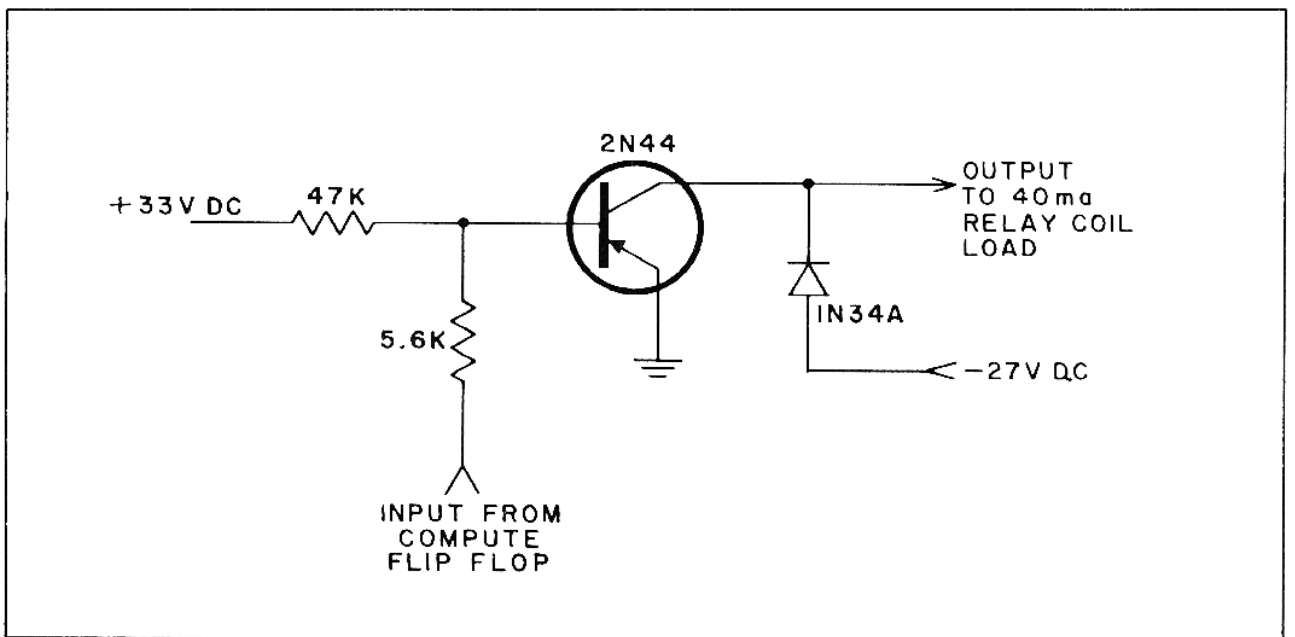 2N44
+33V DC
47K
OUTPUT
TO 40ma
RELAY COIL
LOAD
5.6K
1N34A
-27V DC
INPUT FROM
COMPUTE
FLIP FLOP